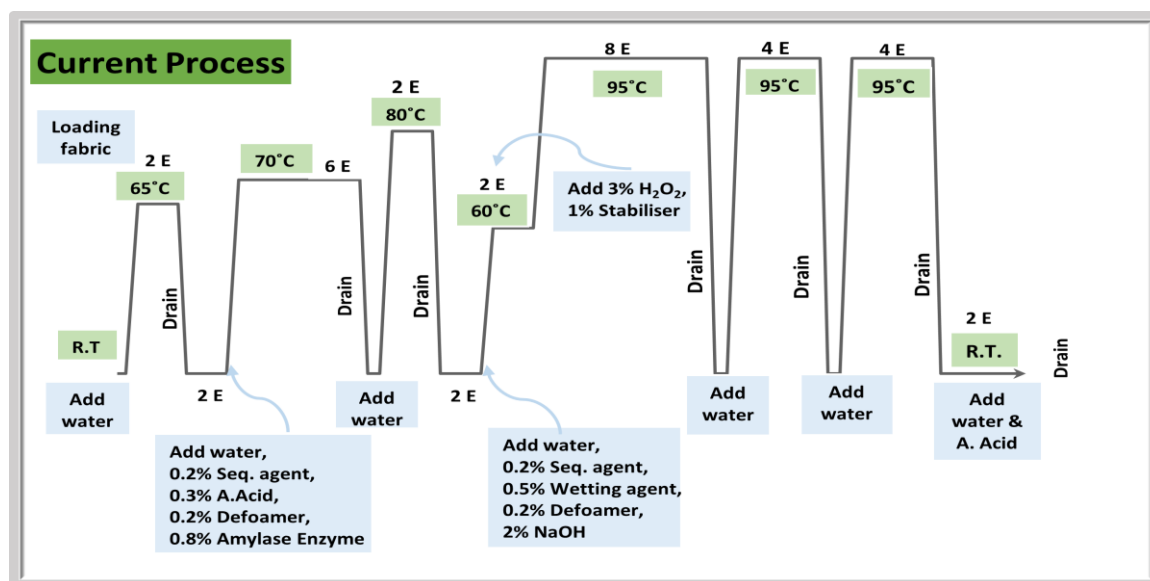 Current Process
Loading
fabric
R.T
Add
water
2 E
65˚C
Drain
2 E
Add water,
0.2% Seq. agent,
0.3% A.Acid,
0.2% Defoamer,
0.8% Amylase Enzyme
70˚C
6 E
Drain
Add
water
2 E
80˚C
Drain
2 E
Add water,
0.2% Seq. agent,
0.5% Wetting agent,
0.2% Defoamer,
2% NaOH
2 E
60˚C
Add 3% H₂O₂,
1% Stabiliser
8 E
95˚C
Drain
Add
water
4 E
95˚C
Drain
Add
water
4 E
95˚C
Drain
2 E
R.T.
Add
water &
A. Acid
Drain